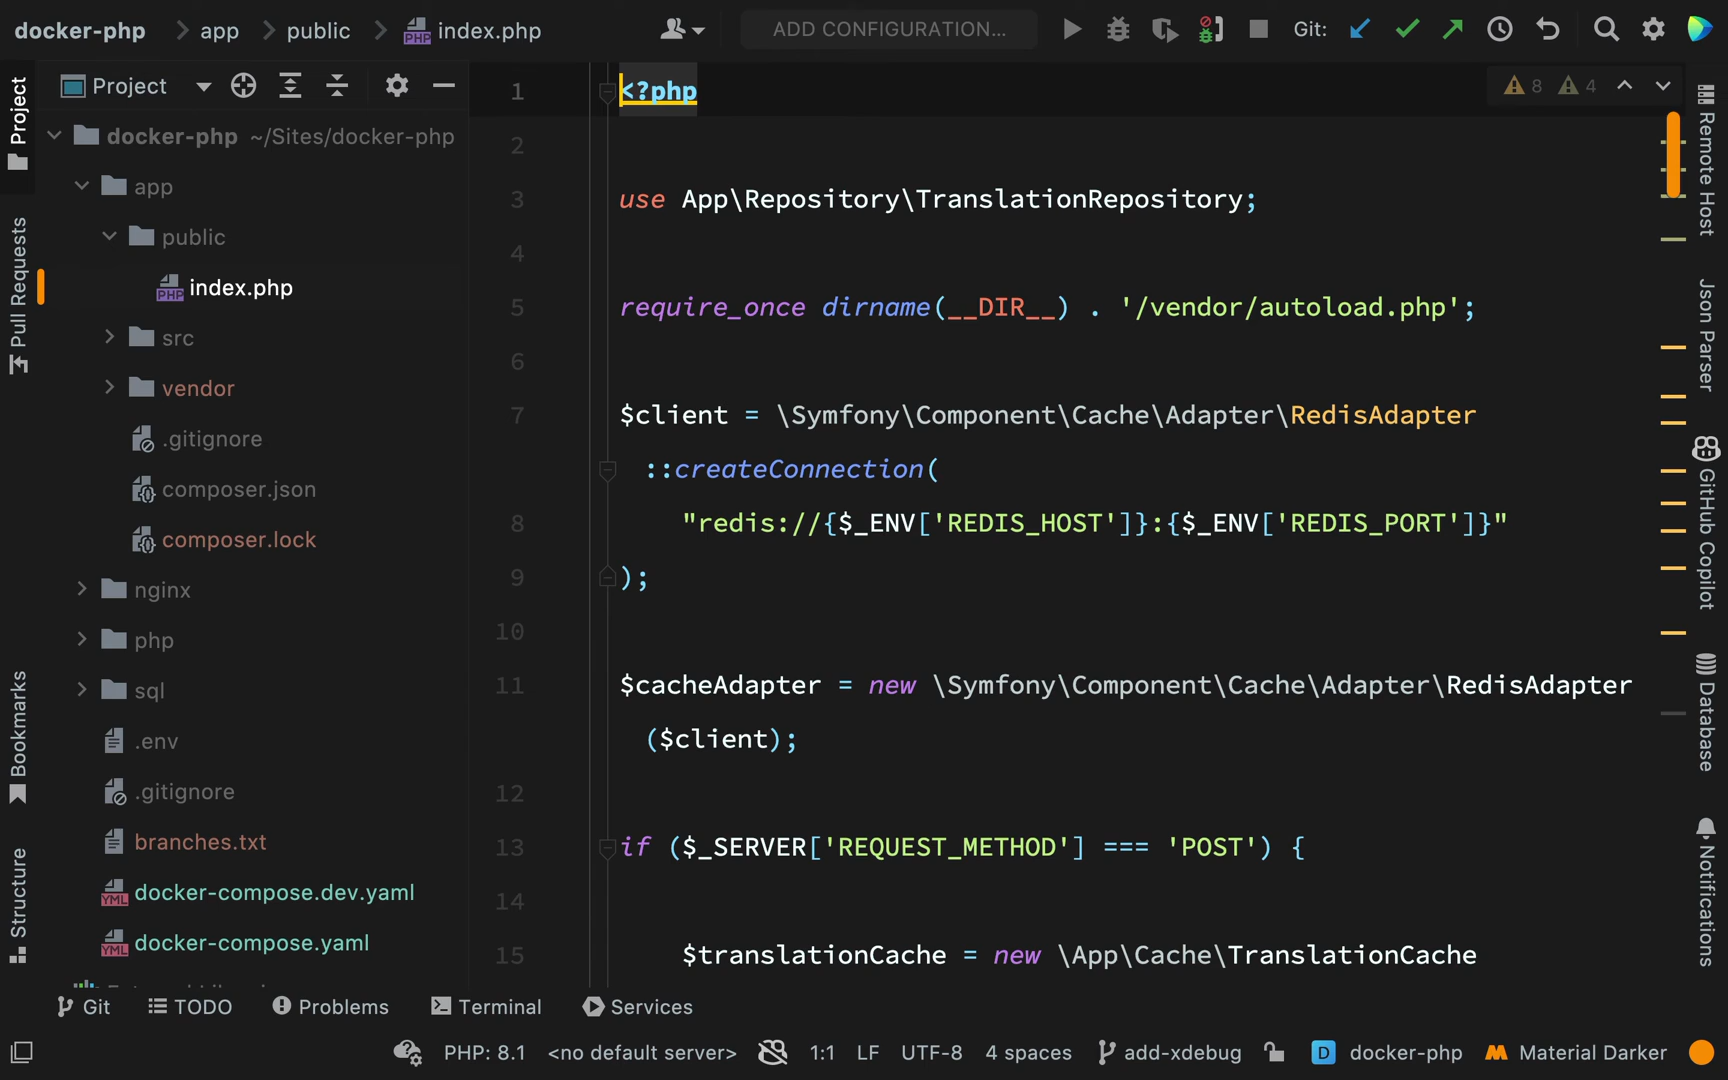 docker-php
app
public
index.php
ADD CONFIGURATION...
Git:
Project
Pull Requests
Bookmarks
Structure
Project
docker-php ~/Sites/docker-php
app
public
index.php
src
vendor
.gitignore
composer.json
composer.lock
nginx
php
sql
.env
.gitignore
branches.txt
docker-compose.dev.yaml
docker-compose.yaml
8 4
1 <?php
2
3 use App\Repository\TranslationRepository;
4
5 require_once dirname(__DIR__) . '/vendor/autoload.php';
6
7 $client = \Symfony\Component\Cache\Adapter\RedisAdapter
::createConnection(
8 "redis://{$_ENV['REDIS_HOST']}:{$_ENV['REDIS_PORT']}"
9 );
10
11 $cacheAdapter = new \Symfony\Component\Cache\Adapter\RedisAdapter
($client);
12
13 if ($_SERVER['REQUEST_METHOD'] === 'POST') {
14
15 $translationCache = new \App\Cache\TranslationCache
Remote Host
Json Parser
GitHub Copilot
Database
Notifications
Git
TODO
Problems
Terminal
Services
PHP: 8.1
<no default server>
1:1
LF
UTF-8
4 spaces
add-xdebug
D docker-php
Material Darker